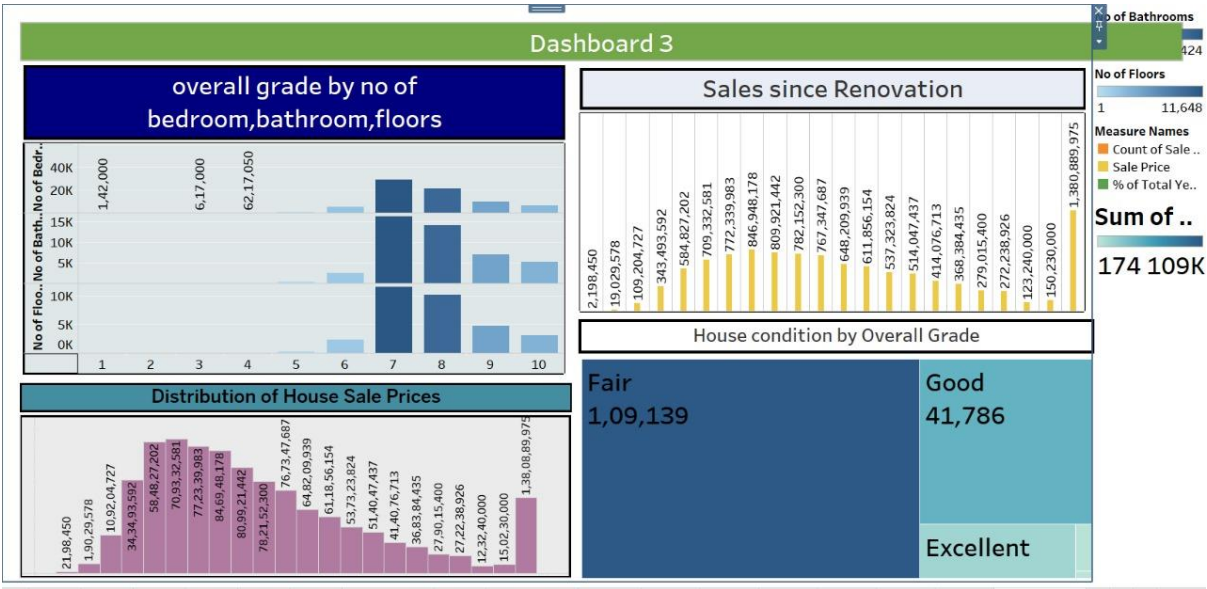 Dashboard 3
overall grade by no of
bedroom,bathroom,floors
No of Bedr..
40K
20K
1,42,000
6,17,000
62,17,050
No of Bath..
15K
10K
5K
No of Floo..
10K
5K
0K
1 2 3 4 5 6 7 8 9 10
Distribution of House Sale Prices
21,98,450
1,90,29,578
10,92,04,727
34,34,93,592
58,48,27,202
70,93,32,581
77,23,39,983
84,69,48,178
80,99,21,442
78,21,52,300
76,73,47,687
64,82,09,939
61,18,56,154
53,73,23,824
51,40,47,437
41,40,76,713
36,83,84,435
27,90,15,400
27,22,38,926
12,32,40,000
15,02,30,000
1,38,08,89,975
Sales since Renovation
2,198,450
19,029,578
109,204,727
343,493,592
584,827,202
709,332,581
772,339,983
846,948,178
809,921,442
782,152,300
767,347,687
648,209,939
611,856,154
537,323,824
514,047,437
414,076,713
368,384,435
279,015,400
272,238,926
123,240,000
150,230,000
1,380,889,975
House condition by Overall Grade
Fair
1,09,139
Good
41,786
Excellent
No of Bathrooms
424
No of Floors
1 11,648
Measure Names
Count of Sale ..
Sale Price
% of Total Ye..
Sum of ..
174 109K